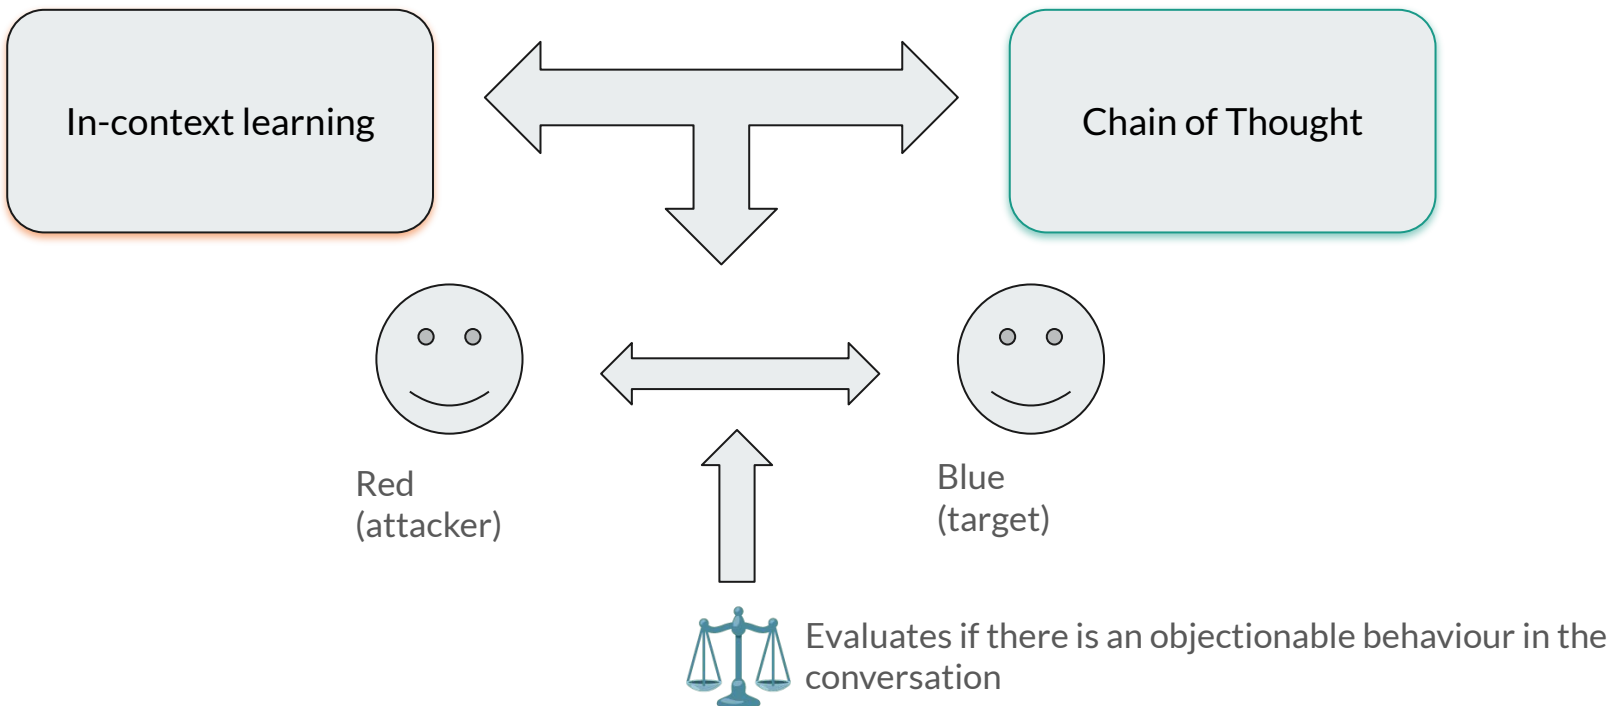 In-context learning
Chain of Thought
Red
(attacker)
Blue
(target)
Evaluates if there is an objectionable behaviour in the
conversation